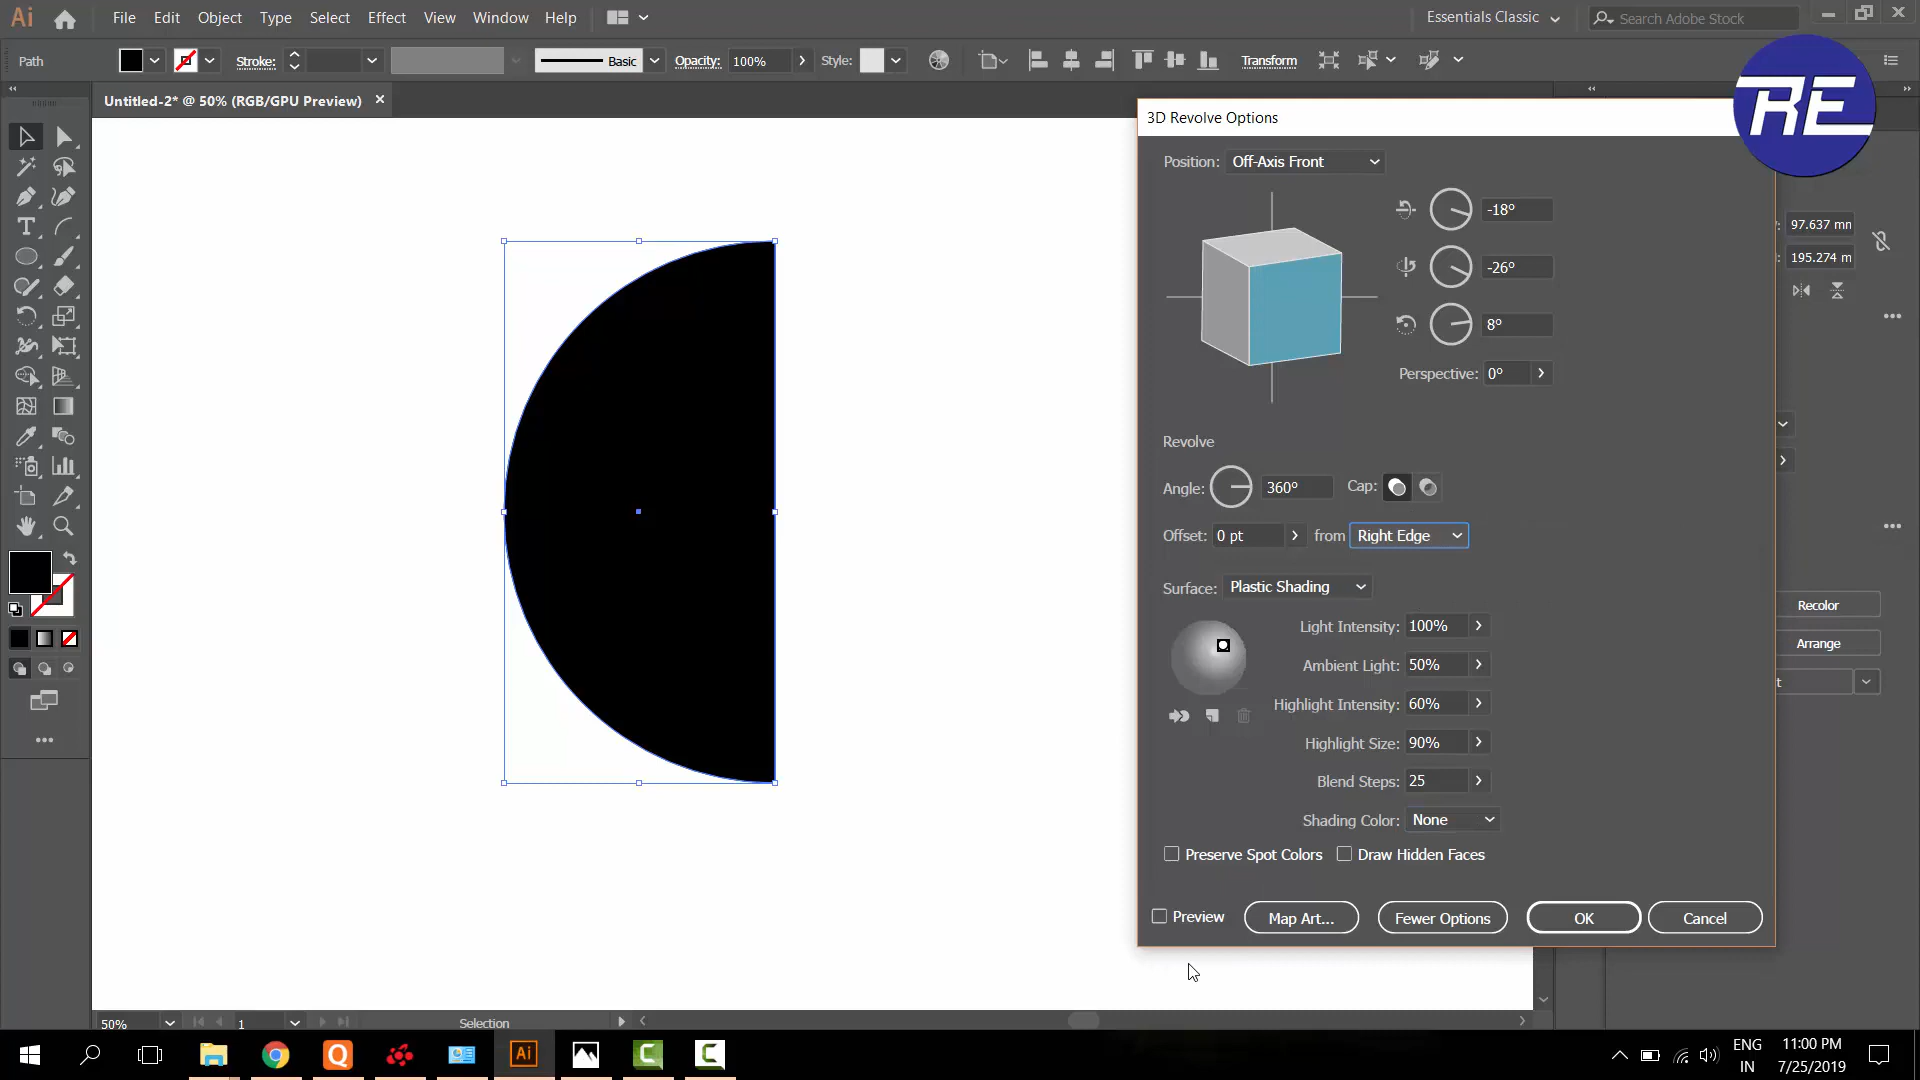 Ai File Edit Object Type Select Effect View Window Help Essentials Classic Search Adobe Stock
Path Stroke: Basic Opacity: 100% Style: Transform
RE
Untitled-2* @ 50% (RGB/GPU Preview)
3D Revolve Options
Position: Off-Axis Front
-18°
-26°
8°
Perspective: 0°
Revolve
Angle: 360° Cap:
Offset: 0 pt from Right Edge
Surface: Plastic Shading
Light Intensity: 100%
Ambient Light: 50%
Highlight Intensity: 60%
Highlight Size: 90%
Blend Steps: 25
Shading Color: None
Preserve Spot Colors Draw Hidden Faces
Preview Map Art... Fewer Options OK Cancel
97.637 mm
195.274 m
Recolor
Arrange
t
50% 1 Selection
Q Ai C C ENG 11:00 PM
IN 7/25/2019